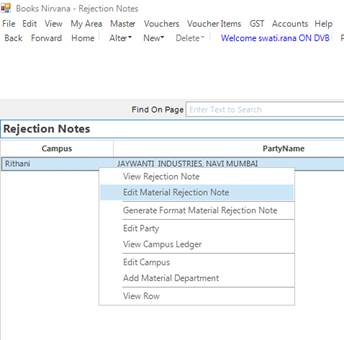 Books Nirvana - Rejection Notes
File Edit View My Area Master Vouchers Voucher Items GST Accounts Help
Back Forward Home Alter New Delete Welcome swati.rana ON DVB
Find On Page Enter Text to Search
Rejection Notes
Campus PartyName
Rithani JAYWANTI INDUSTRIES, NAVI MUMBAI
View Rejection Note
Edit Material Rejection Note
Generate Format Material Rejection Note
Edit Party
View Campus Ledger
Edit Campus
Add Material Department
View Row